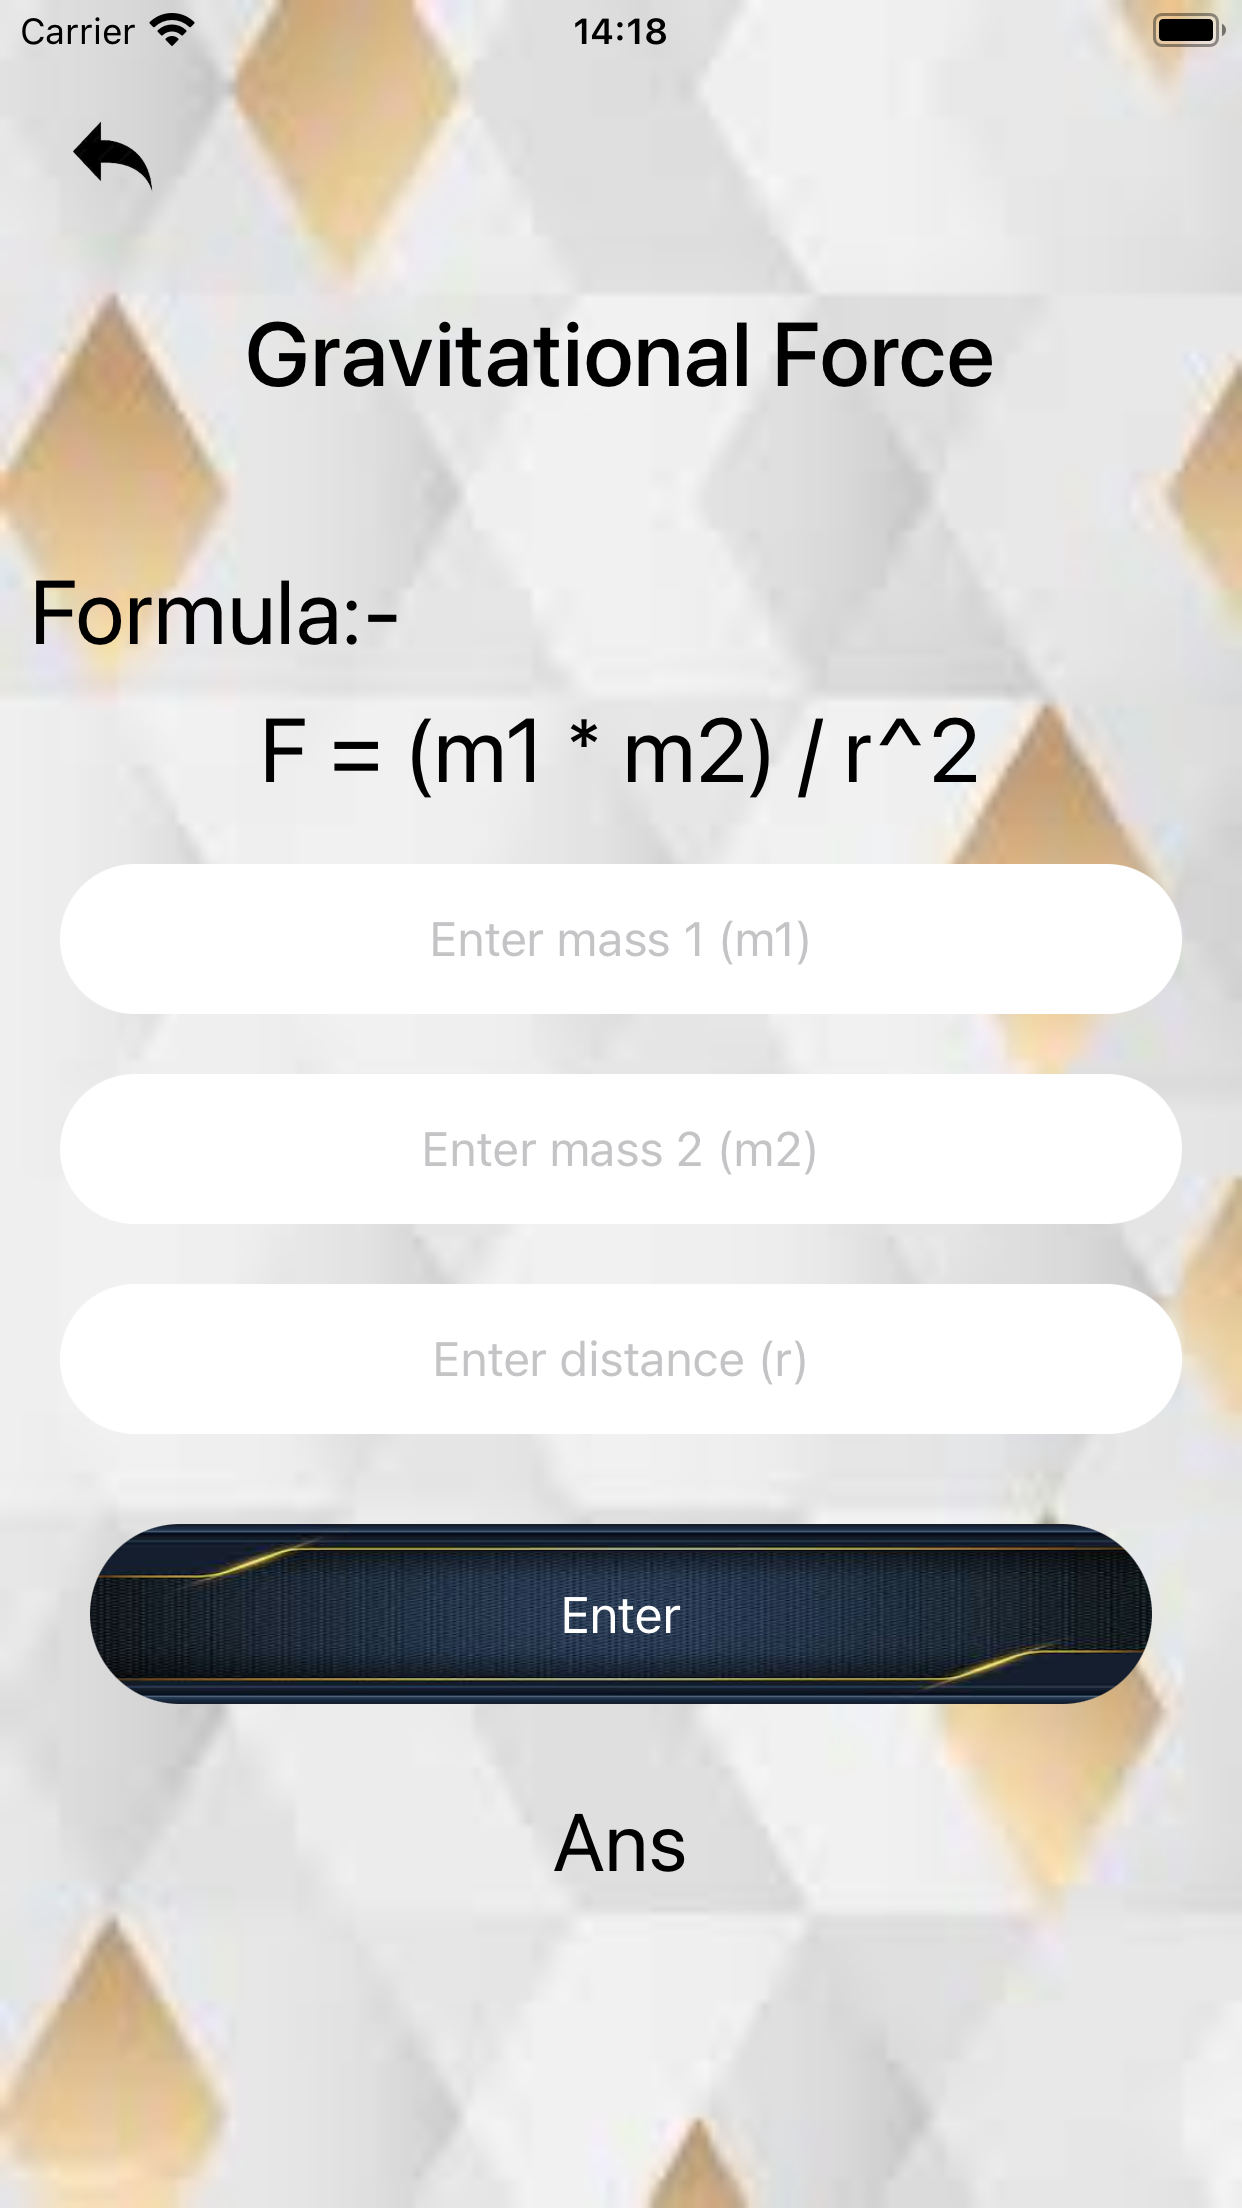 Carrier 14:18
Gravitational Force
Formula:-
F = (m1 * m2) / r^2
Enter mass 1 (m1)
Enter mass 2 (m2)
Enter distance (r)
Enter
Ans